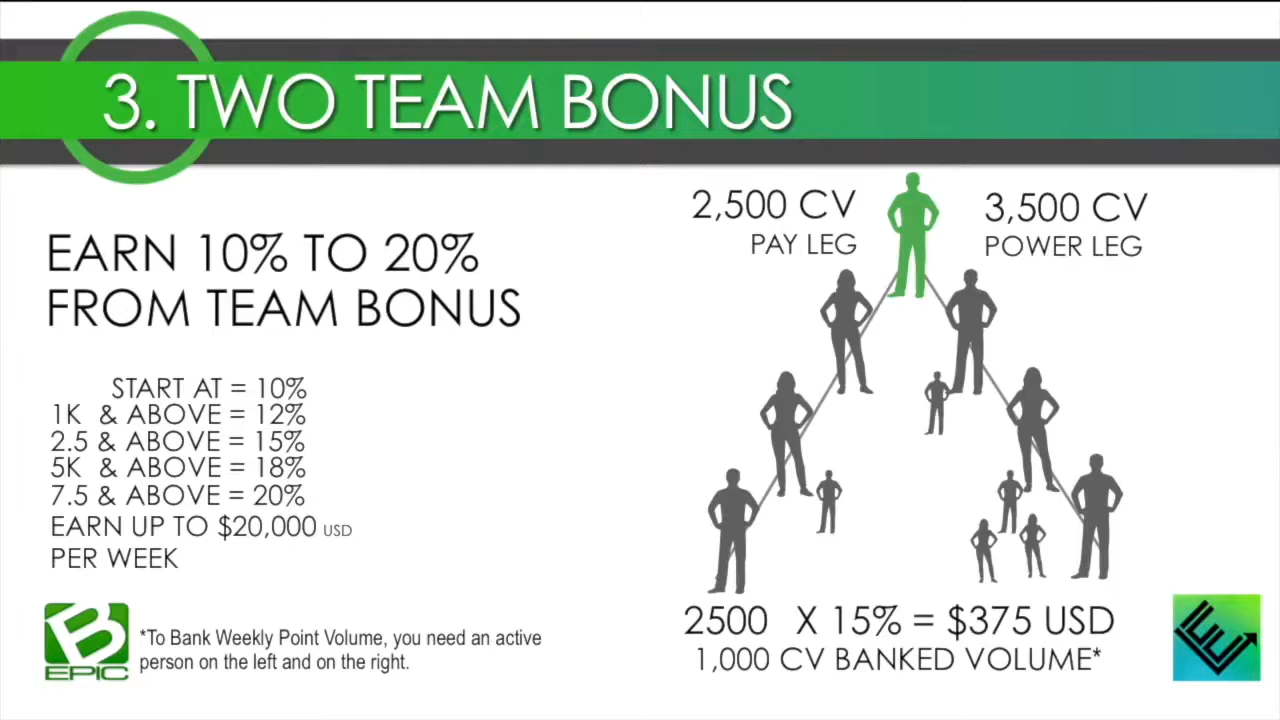 3. TWO TEAM BONUS
EARN 10% TO 20%
FROM TEAM BONUS
START AT = 10%
1K & ABOVE = 12%
2.5 & ABOVE = 15%
5K & ABOVE = 18%
7.5 & ABOVE = 20%
EARN UP TO $20,000 USD
PER WEEK
2,500 CV
PAY LEG
3,500 CV
POWER LEG
2500 X 15% = $375 USD
1,000 CV BANKED VOLUME*
B
EPIC
*To Bank Weekly Point Volume, you need an active
person on the left and on the right.